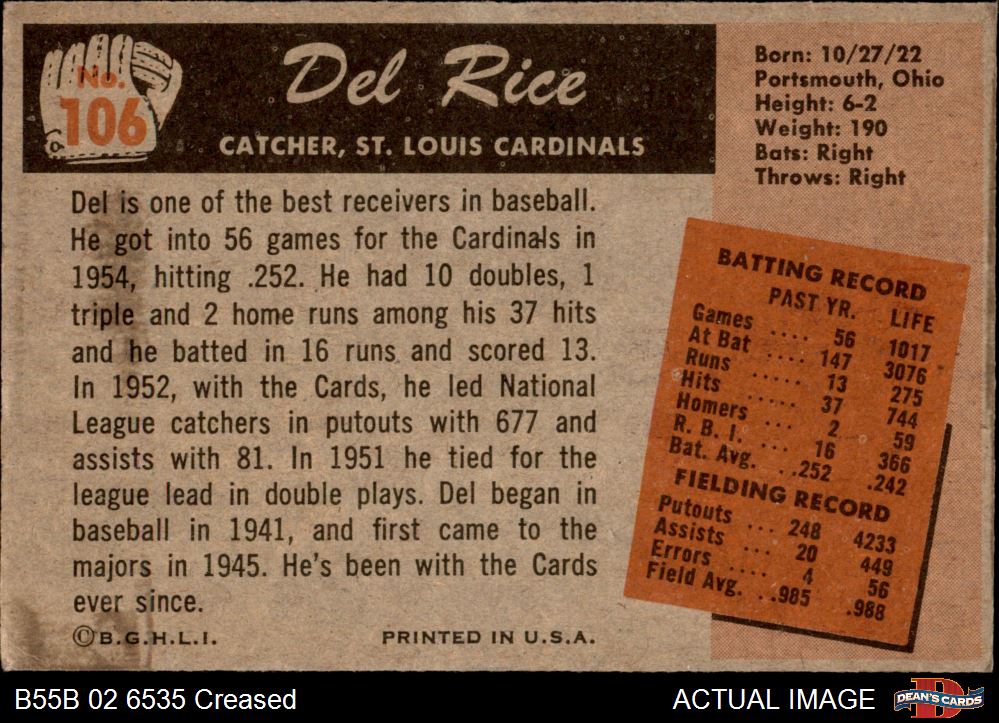 No.
106
Del Rice
CATCHER, ST. LOUIS CARDINALS
Del is one of the best receivers in baseball.
He got into 56 games for the Cardinals in
1954, hitting .252. He had 10 doubles, 1
triple and 2 home runs among his 37 hits
and he batted in 16 runs and scored 13.
In 1952, with the Cards, he led National
League catchers in putouts with 677 and
assists with 81. In 1951 he tied for the
league lead in double plays. Del began in
baseball in 1941, and first came to the
majors in 1945. He's been with the Cards
ever since.
©B.G.H.L.I. PRINTED IN U.S.A.
Born: 10/27/22
Portsmouth, Ohio
Height: 6-2
Weight: 190
Bats: Right
Throws: Right
BATTING RECORD
PAST YR. LIFE
Games .... 56 1017
At Bat .... 147 3076
Runs ..... 13 275
Hits ..... 37 744
Homers ... 2 59
R. B. I. ... 16 366
Bat. Avg. ..252 .242
FIELDING RECORD
Putouts ... 248 4233
Assists ... 20 449
Errors .... 4 56
Field Avg. ..985 .988
B55B 02 6535 Creased
ACTUAL IMAGE
DEAN'S CARDS